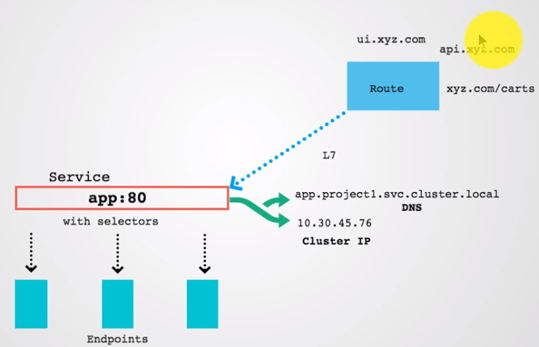 ui.xyz.com
api.xyz.com
Route
xyz.com/carts
L7
Service
app:80
with selectors
app.project1.svc.cluster.local
DNS
10.30.45.76
Cluster IP
Endpoints